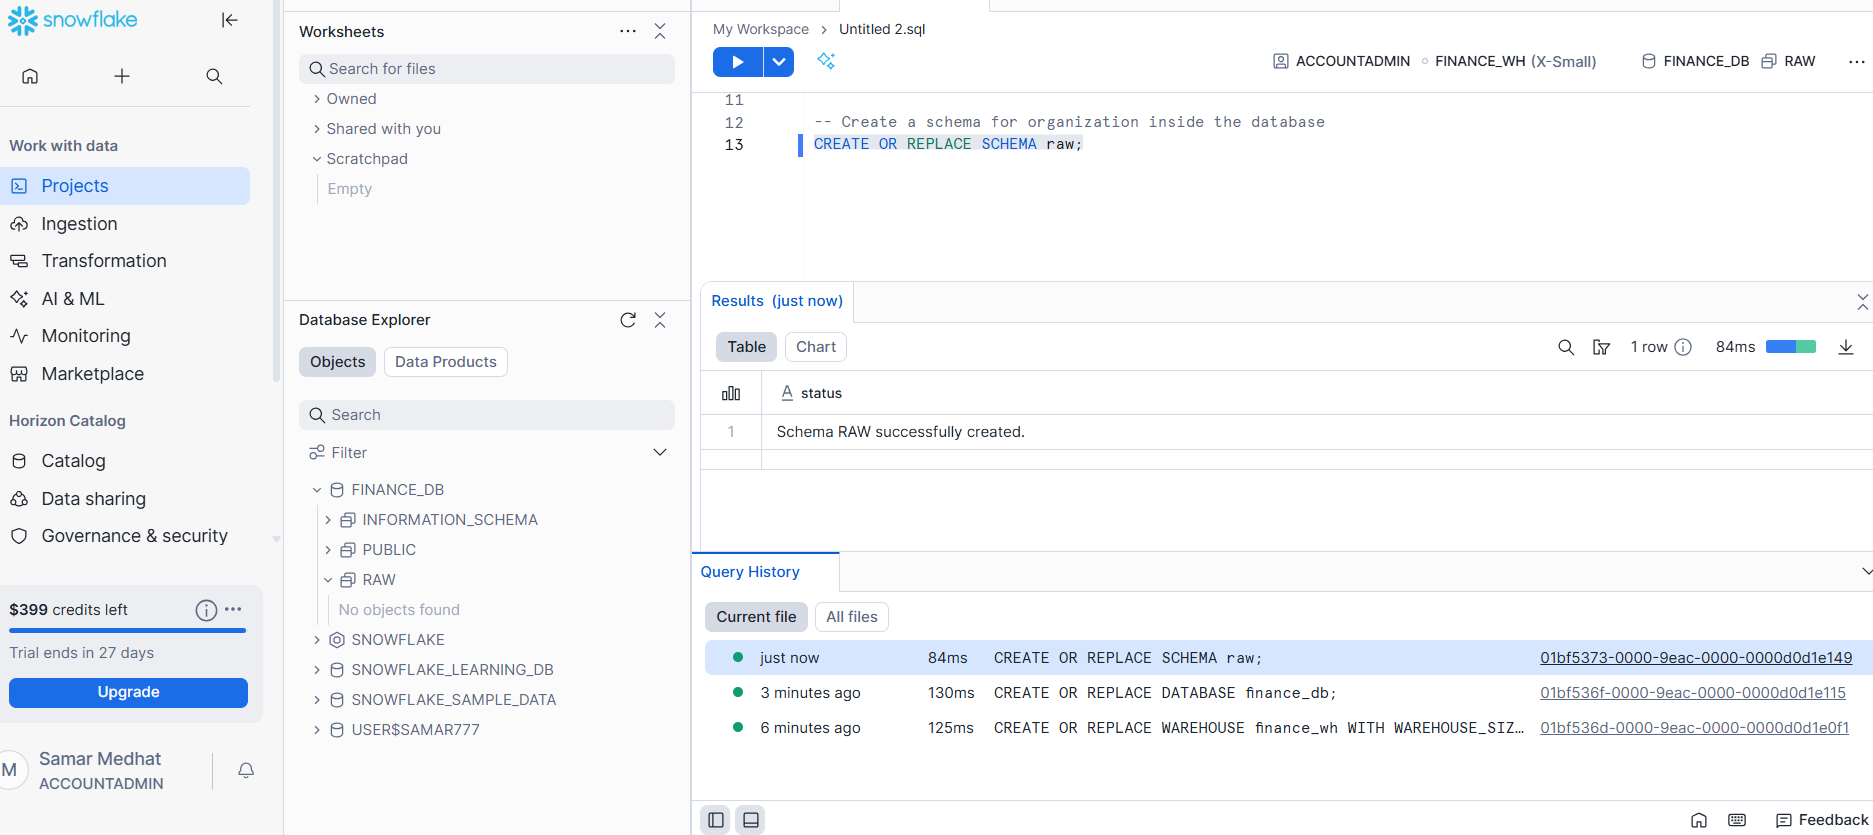 snowflake
Work with data
Projects
Ingestion
Transformation
AI & ML
Monitoring
Marketplace
Horizon Catalog
Catalog
Data sharing
Governance & security
$399 credits left
Trial ends in 27 days
Upgrade
M
Samar Medhat
ACCOUNTADMIN
Worksheets
Search for files
Owned
Shared with you
Scratchpad
Empty
Database Explorer
Objects
Data Products
Search
Filter
FINANCE_DB
INFORMATION_SCHEMA
PUBLIC
RAW
No objects found
SNOWFLAKE
SNOWFLAKE_LEARNING_DB
SNOWFLAKE_SAMPLE_DATA
USER$SAMAR777
My Workspace > Untitled 2.sql
ACCOUNTADMIN FINANCE_WH (X-Small) FINANCE_DB RAW
11
12 -- Create a schema for organization inside the database
13 CREATE OR REPLACE SCHEMA raw;
Results (just now)
Table Chart 1 row 84ms
A status
1 Schema RAW successfully created.
Query History
Current file All files
just now 84ms CREATE OR REPLACE SCHEMA raw; 01bf5373-0000-9eac-0000-0000d0d1e149
3 minutes ago 130ms CREATE OR REPLACE DATABASE finance_db; 01bf536f-0000-9eac-0000-0000d0d1e115
6 minutes ago 125ms CREATE OR REPLACE WAREHOUSE finance_wh WITH WAREHOUSE_SIZ… 01bf536d-0000-9eac-0000-0000d0d1e0f1
Feedback